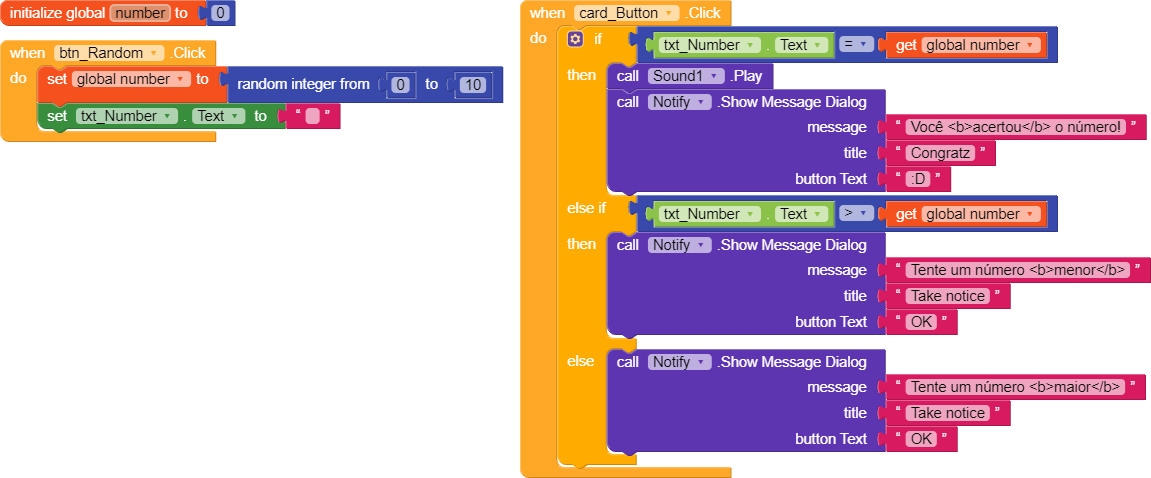 initialize global number to 0
when btn_Random .Click
do set global number to random integer from 0 to 10
set txt_Number . Text to “ ”
when card_Button .Click
do if txt_Number . Text = get global number
then call Sound1 .Play
call Notify .Show Message Dialog
message “ Você <b>acertou</b> o número! ”
title “ Congratz ”
button Text “ :D ”
else if txt_Number . Text > get global number
then call Notify .Show Message Dialog
message “ Tente um número <b>menor</b> ”
title “ Take notice ”
button Text “ OK ”
else call Notify .Show Message Dialog
message “ Tente um número <b>maior</b> ”
title “ Take notice ”
button Text “ OK ”